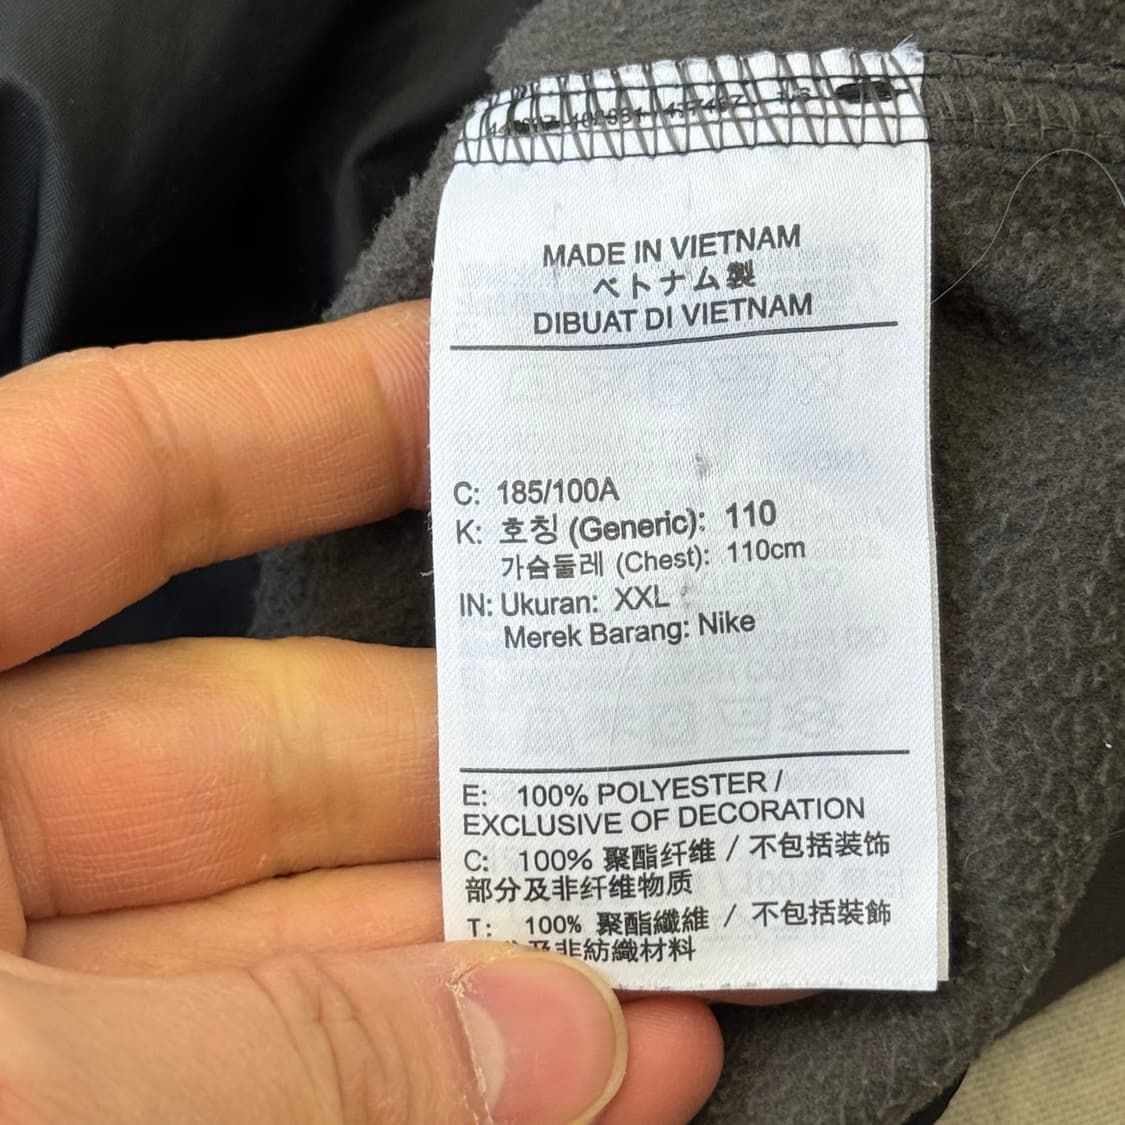 MADE IN VIETNAM
ベトナム製
DIBUAT DI VIETNAM
C: 185/100A
K: 호칭 (Generic): 110
가슴둘레 (Chest): 110cm
IN: Ukuran: XXL
Merek Barang: Nike
E: 100% POLYESTER /
EXCLUSIVE OF DECORATION
C: 100% 聚酯纤维 / 不包括装饰
部分及非纤维物质
T: 100% 聚酯纖維 / 不包括裝飾
及非紡織材料